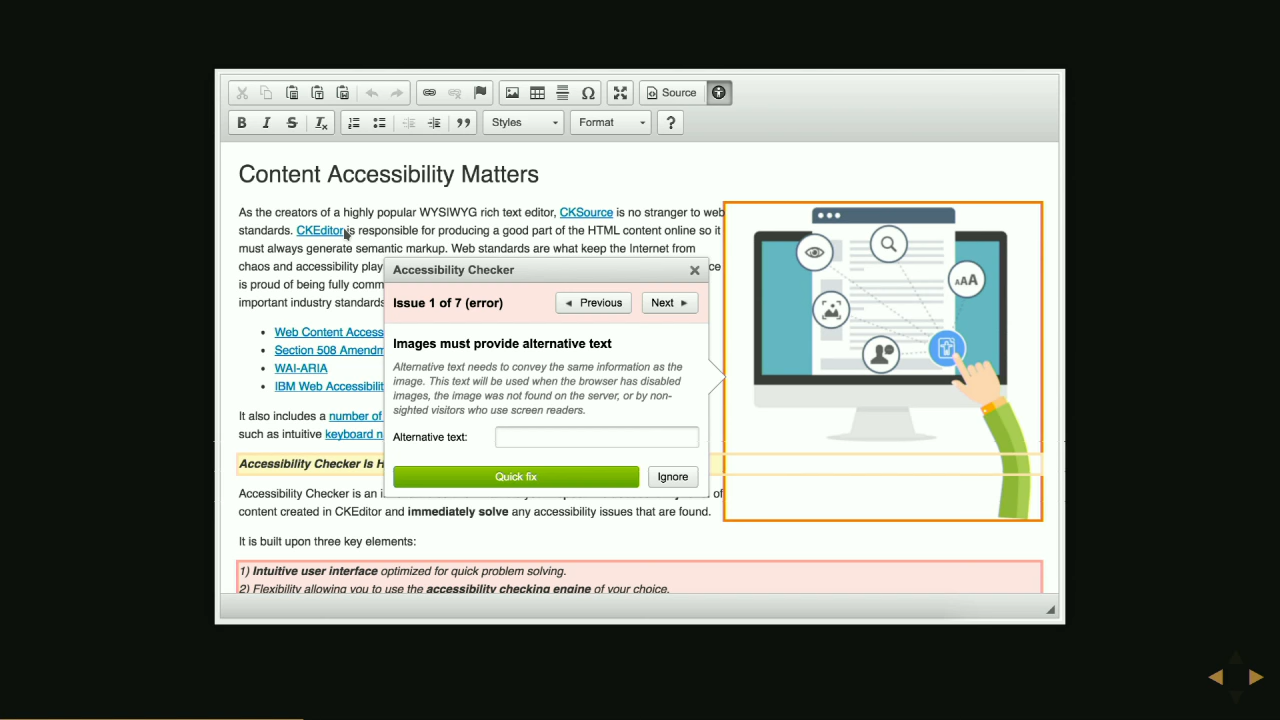 Source
B I S Tx
Styles Format ?
Content Accessibility Matters
As the creators of a highly popular WYSIWYG rich text editor, CKSource is no stranger to web
standards. CKEditor is responsible for producing a good part of the HTML content online so it
must always generate semantic markup. Web standards are what keep the Internet from
chaos and accessibility play
ce
is proud of being fully comm
important industry standards
Accessibility Checker
Issue 1 of 7 (error)
Previous
Next
Images must provide alternative text
Alternative text needs to convey the same information as the
image. This text will be used when the browser has disabled
images, the image was not found on the server, or by non-
sighted visitors who use screen readers.
Alternative text:
Quick fix
Ignore
• Web Content Access
• Section 508 Amendm
• WAI-ARIA
• IBM Web Accessibilit
It also includes a number of
such as intuitive keyboard n
Accessibility Checker Is H
Accessibility Checker is an i
of
content created in CKEditor and immediately solve any accessibility issues that are found.
It is built upon three key elements:
1) Intuitive user interface optimized for quick problem solving.
2) Flexibility allowing you to use the accessibility checking engine of your choice.
AAA